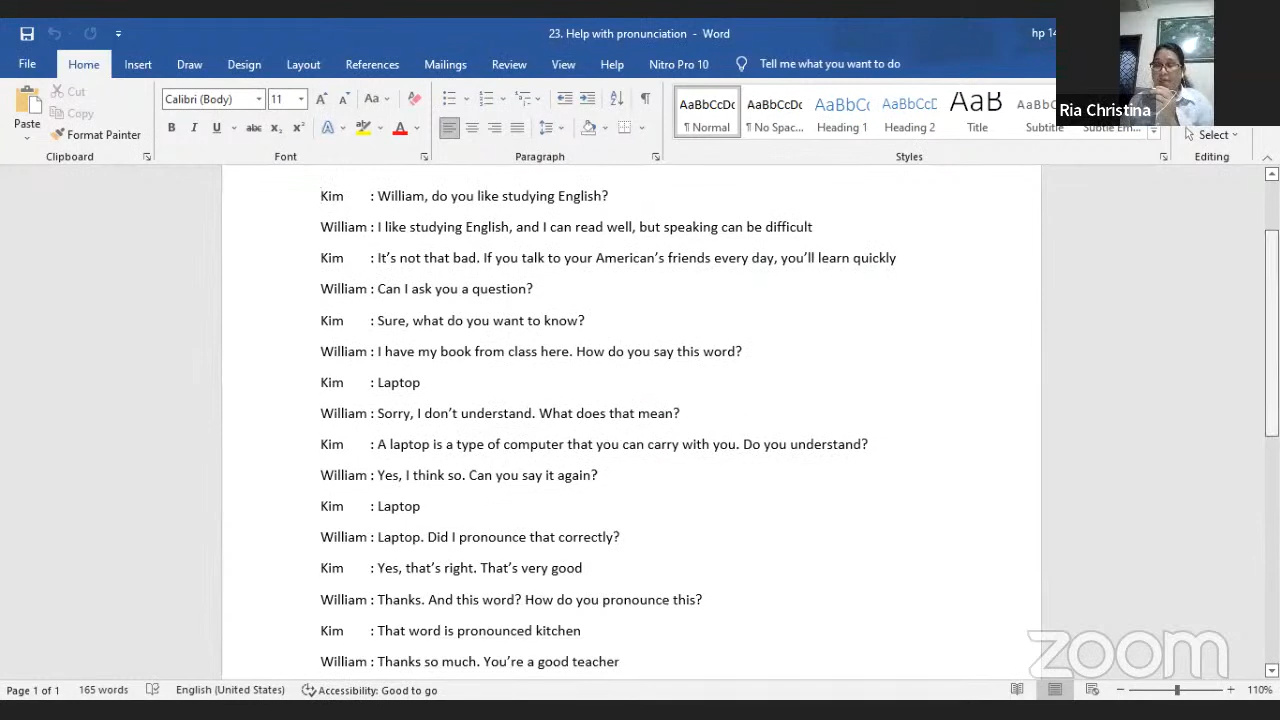 23. Help with pronunciation - Word
hp 14
File Home Insert Draw Design Layout References Mailings Review View Help Nitro Pro 10 Tell me what you want to do
Ria Christina
Paste
Cut
Copy
Format Painter
Clipboard
Calibri (Body) 11
Font
Paragraph
AaBbCcDc AaBbCcDc AaBbCc AaBbCcD AaB
¶ Normal ¶ No Spac... Heading 1 Heading 2 Title Subtitle Subtle Em...
Styles
Select
Editing
Kim : William, do you like studying English?
William : I like studying English, and I can read well, but speaking can be difficult
Kim : It's not that bad. If you talk to your American's friends every day, you'll learn quickly
William : Can I ask you a question?
Kim : Sure, what do you want to know?
William : I have my book from class here. How do you say this word?
Kim : Laptop
William : Sorry, I don't understand. What does that mean?
Kim : A laptop is a type of computer that you can carry with you. Do you understand?
William : Yes, I think so. Can you say it again?
Kim : Laptop
William : Laptop. Did I pronounce that correctly?
Kim : Yes, that's right. That's very good
William : Thanks. And this word? How do you pronounce this?
Kim : That word is pronounced kitchen
William : Thanks so much. You're a good teacher
zoom
Page 1 of 1 165 words English (United States) Accessibility: Good to go 110%